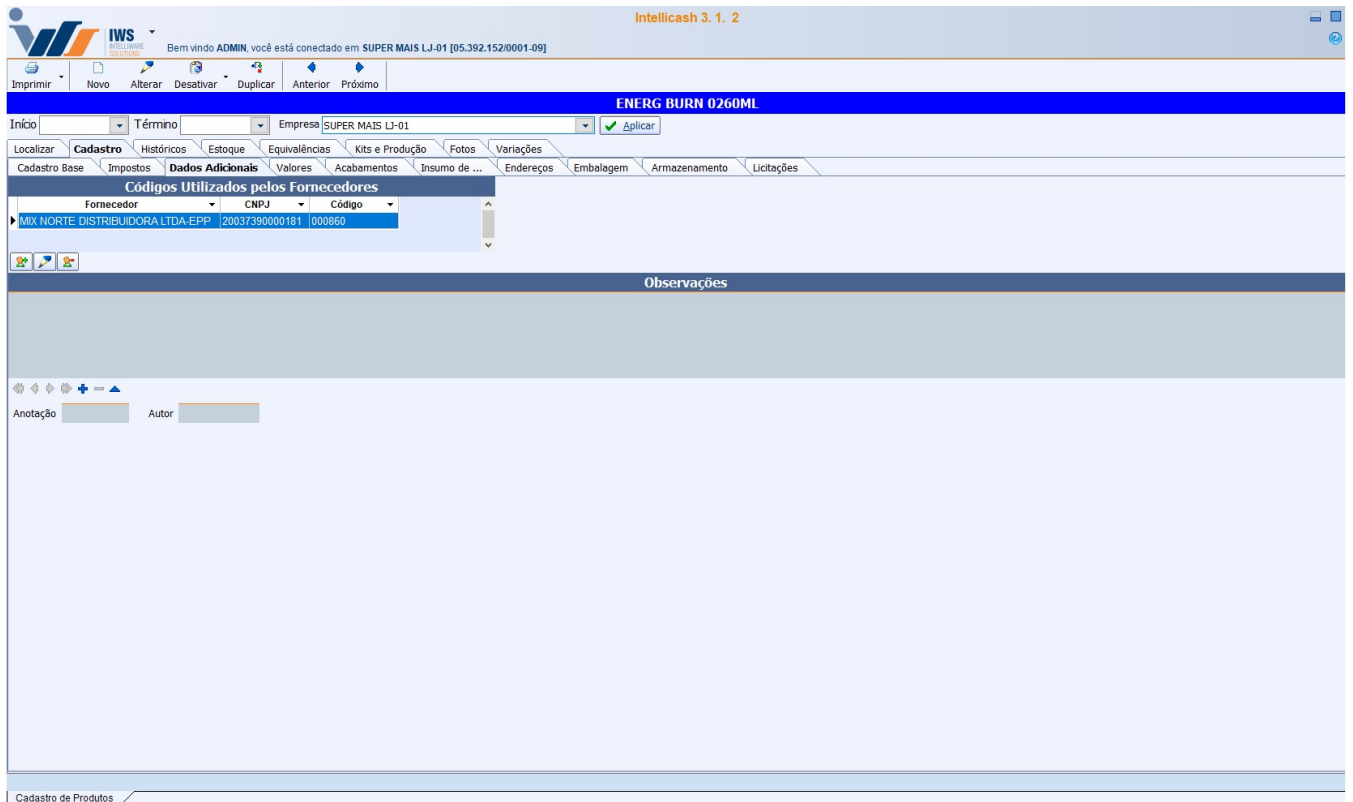 Intellicash 3. 1. 2
IWS
INTELLIWARE
SOLUTIONS
Bem vindo ADMIN, você está conectado em SUPER MAIS LJ-01 [05.392.152/0001-09]
Imprimir Novo Alterar Desativar Duplicar Anterior Próximo
ENERG BURN 0260ML
Início Término Empresa SUPER MAIS LJ-01 Aplicar
Localizar Cadastro Históricos Estoque Equivalências Kits e Produção Fotos Variações
Cadastro Base Impostos Dados Adicionais Valores Acabamentos Insumo de ... Endereços Embalagem Armazenamento Licitações
Códigos Utilizados pelos Fornecedores
Fornecedor CNPJ Código
MIX NORTE DISTRIBUIDORA LTDA-EPP 20037390000181 000860
Observações
Anotação Autor
Cadastro de Produtos